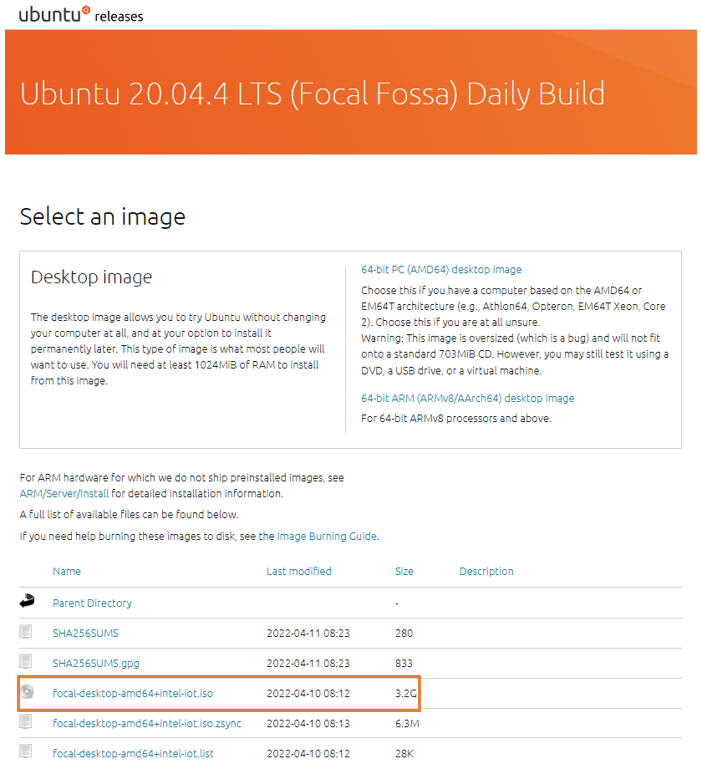 ubuntu releases
Ubuntu 20.04.4 LTS (Focal Fossa) Daily Build
Select an image
Desktop image
The desktop image allows you to try Ubuntu without changing
your computer at all, and at your option to install it
permanently later. This type of image is what most people will
want to use. You will need at least 1024MiB of RAM to install
from this image.
64-bit PC (AMD64) desktop image
Choose this if you have a computer based on the AMD64 or
EM64T architecture (e.g., Athlon64, Opteron, EM64T Xeon, Core
2). Choose this if you are at all unsure.
Warning: This image is oversized (which is a bug) and will not fit
onto a standard 703MiB CD. However, you may still test it using a
DVD, a USB drive, or a virtual machine.
64-bit ARM (ARMv8/AArch64) desktop image
For 64-bit ARMv8 processors and above.
For ARM hardware for which we do not ship preinstalled images, see
ARM/Server/Install for detailed installation information.
A full list of available files can be found below.
If you need help burning these images to disk, see the Image Burning Guide.
Name Last modified Size Description
Parent Directory -
SHA256SUMS 2022-04-11 08:23 280
SHA256SUMS.gpg 2022-04-11 08:23 833
focal-desktop-amd64+intel-iot.iso 2022-04-10 08:12 3.2G
focal-desktop-amd64+intel-iot.iso.zsync 2022-04-10 08:13 6.3M
focal-desktop-amd64+intel-iot.list 2022-04-10 08:12 28K